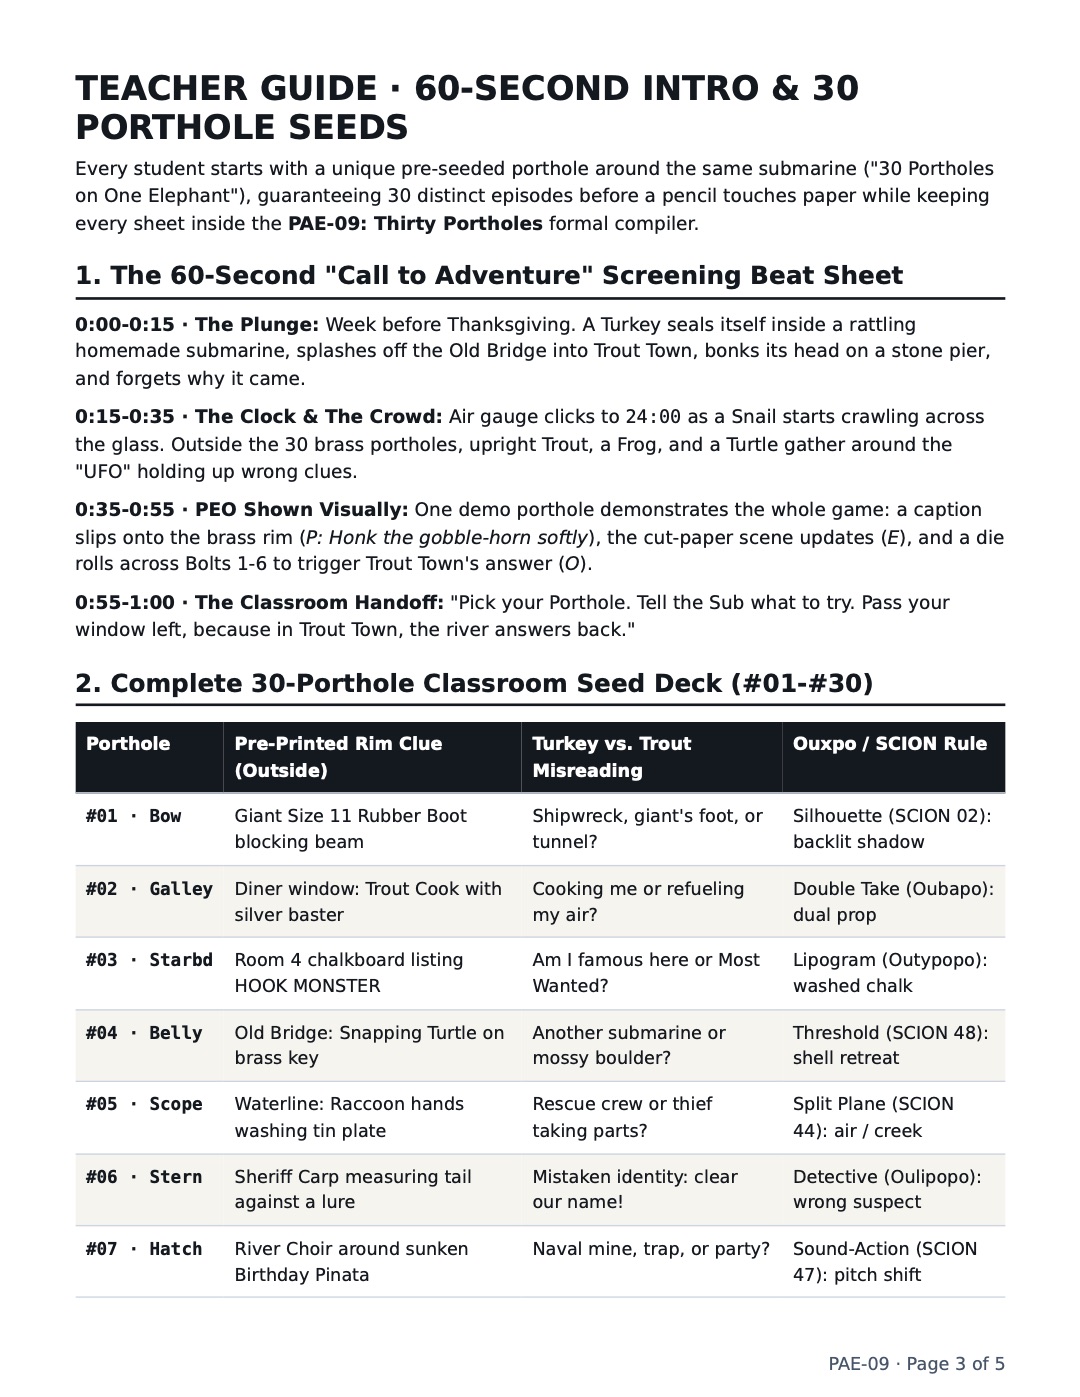 TEACHER GUIDE · 60-SECOND INTRO & 30
PORTHOLE SEEDS
Every student starts with a unique pre-seeded porthole around the same submarine ("30 Portholes
on One Elephant"), guaranteeing 30 distinct episodes before a pencil touches paper while keeping
every sheet inside the PAE-09: Thirty Portholes formal compiler.
1. The 60-Second "Call to Adventure" Screening Beat Sheet
0:00-0:15 · The Plunge: Week before Thanksgiving. A Turkey seals itself inside a rattling
homemade submarine, splashes off the Old Bridge into Trout Town, bonks its head on a stone pier,
and forgets why it came.
0:15-0:35 · The Clock & The Crowd: Air gauge clicks to 24:00 as a Snail starts crawling across
the glass. Outside the 30 brass portholes, upright Trout, a Frog, and a Turtle gather around the
"UFO" holding up wrong clues.
0:35-0:55 · PEO Shown Visually: One demo porthole demonstrates the whole game: a caption
slips onto the brass rim (P: Honk the gobble-horn softly), the cut-paper scene updates (E), and a die
rolls across Bolts 1-6 to trigger Trout Town's answer (O).
0:55-1:00 · The Classroom Handoff: "Pick your Porthole. Tell the Sub what to try. Pass your
window left, because in Trout Town, the river answers back."
2. Complete 30-Porthole Classroom Seed Deck (#01-#30)
Porthole
Pre-Printed Rim Clue
(Outside)
Turkey vs. Trout
Misreading
Ouxpo / SCION Rule
#01 · Bow
Giant Size 11 Rubber Boot
blocking beam
Shipwreck, giant's foot, or
tunnel?
Silhouette (SCION 02):
backlit shadow
#02 · Galley
Diner window: Trout Cook with
silver baster
Cooking me or refueling
my air?
Double Take (Oubapo):
dual prop
#03 · Starbd
Room 4 chalkboard listing
HOOK MONSTER
Am I famous here or Most
Wanted?
Lipogram (Outypopo):
washed chalk
#04 · Belly
Old Bridge: Snapping Turtle on
brass key
Another submarine or
mossy boulder?
Threshold (SCION 48):
shell retreat
#05 · Scope
Waterline: Raccoon hands
washing tin plate
Rescue crew or thief
taking parts?
Split Plane (SCION
44): air / creek
#06 · Stern
Sheriff Carp measuring tail
against a lure
Mistaken identity: clear
our name!
Detective (Oulipopo):
wrong suspect
#07 · Hatch
River Choir around sunken
Birthday Pinata
Naval mine, trap, or party?
Sound-Action (SCION
47): pitch shift
PAE-09 · Page 3 of 5